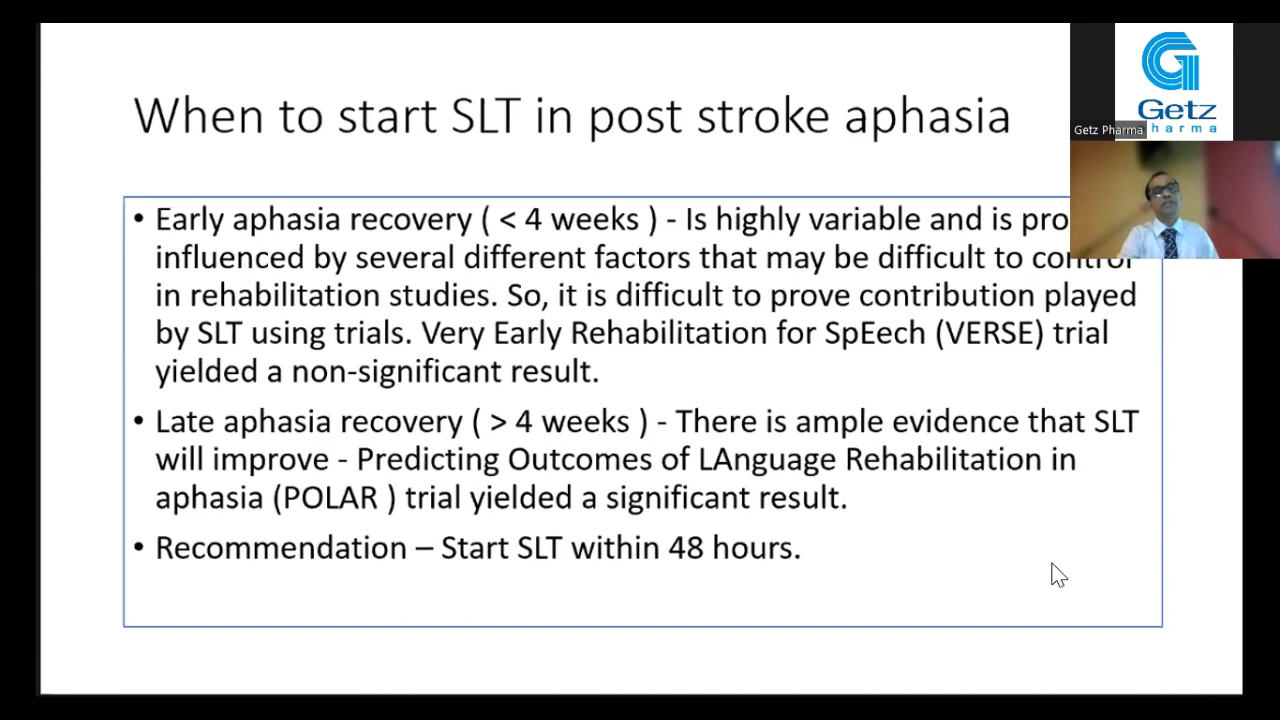 When to start SLT in post stroke aphasia
Getz
Getz Pharma
harma
• Early aphasia recovery ( < 4 weeks ) - Is highly variable and is
influenced by several different factors that may be difficult to control
in rehabilitation studies. So, it is difficult to prove contribution played
by SLT using trials. Very Early Rehabilitation for SpEech (VERSE) trial
yielded a non-significant result.
• Late aphasia recovery ( > 4 weeks ) - There is ample evidence that SLT
will improve - Predicting Outcomes of LAnguage Rehabilitation in
aphasia (POLAR ) trial yielded a significant result.
• Recommendation – Start SLT within 48 hours.